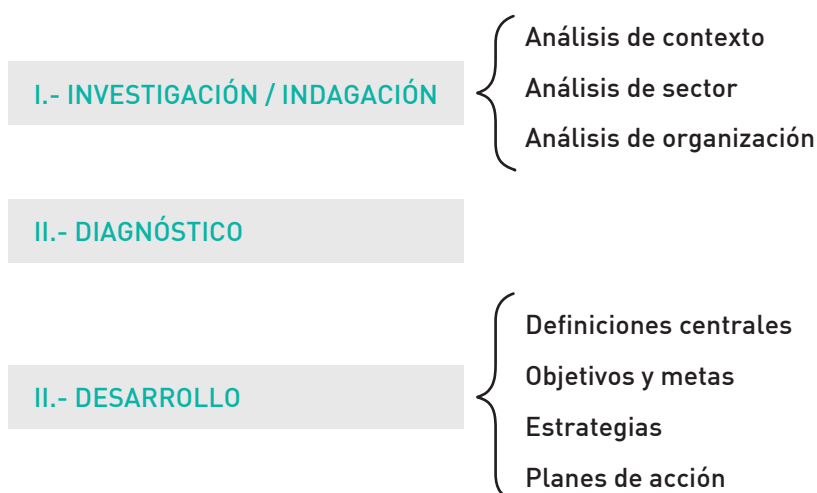 I.- INVESTIGACIÓN / INDAGACIÓN
Análisis de contexto
Análisis de sector
Análisis de organización
II.- DIAGNÓSTICO
II.- DESARROLLO
Definiciones centrales
Objetivos y metas
Estrategias
Planes de acción